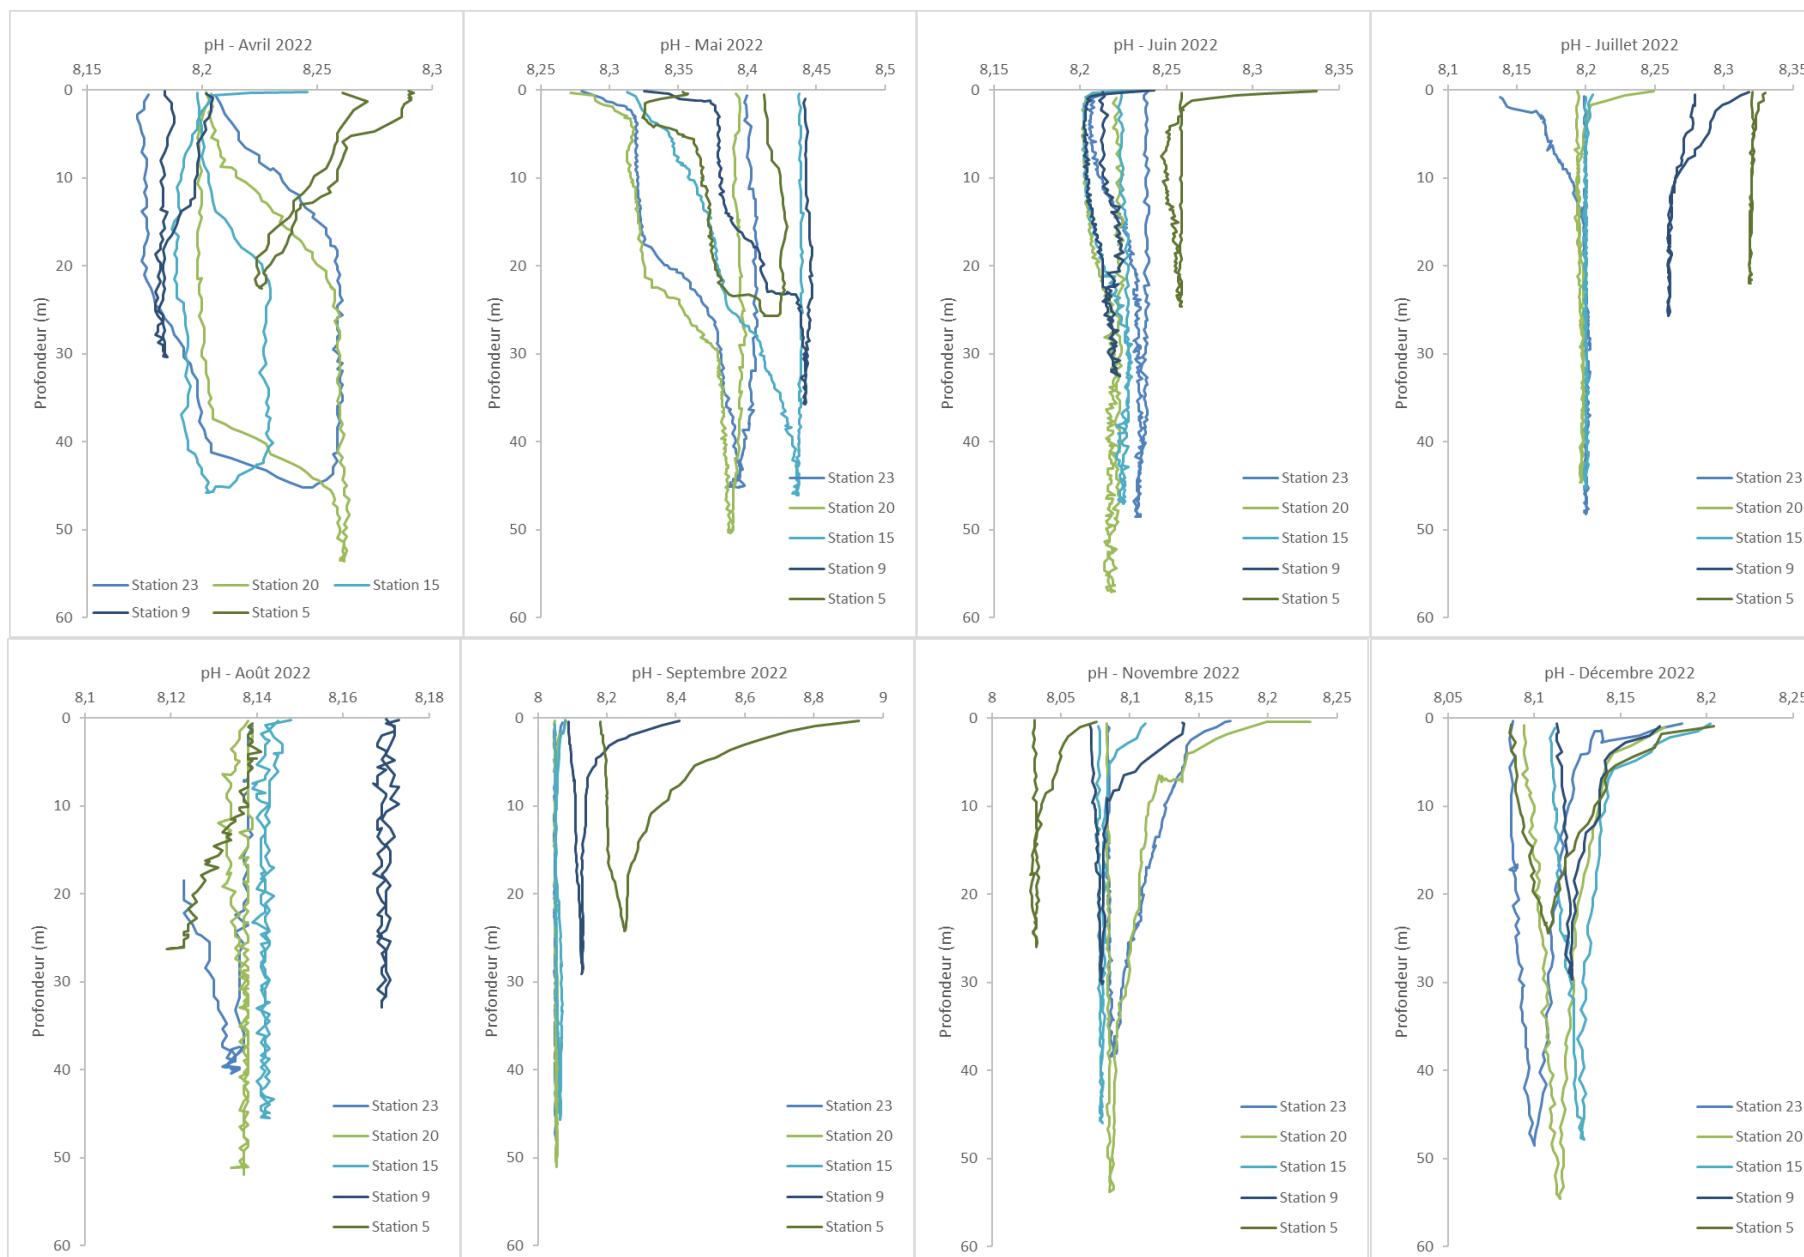 pH - Avril 2022
8,15 8,2 8,25 8,3
0
10
20
30
40
50
60
Profondeur (m)
Station 23 Station 20 Station 15
Station 9 Station 5
pH - Mai 2022
8,25 8,3 8,35 8,4 8,45 8,5
0
10
20
30
40
50
60
Profondeur (m)
Station 23
Station 20
Station 15
Station 9
Station 5
pH - Juin 2022
8,15 8,2 8,25 8,3 8,35
0
10
20
30
40
50
60
Profondeur (m)
Station 23
Station 20
Station 15
Station 9
Station 5
pH - Juillet 2022
8,1 8,15 8,2 8,25 8,3 8,35
0
10
20
30
40
50
60
Profondeur (m)
Station 23
Station 20
Station 15
Station 9
Station 5
pH - Août 2022
8,1 8,12 8,14 8,16 8,18
0
10
20
30
40
50
60
Profondeur (m)
Station 23
Station 20
Station 15
Station 9
Station 5
pH - Septembre 2022
8 8,2 8,4 8,6 8,8 9
0
10
20
30
40
50
60
Profondeur (m)
Station 23
Station 20
Station 15
Station 9
Station 5
pH - Novembre 2022
8 8,05 8,1 8,15 8,2 8,25
0
10
20
30
40
50
60
Profondeur (m)
Station 23
Station 20
Station 15
Station 9
Station 5
pH - Décembre 2022
8,05 8,1 8,15 8,2 8,25
0
10
20
30
40
50
60
Profondeur (m)
Station 23
Station 20
Station 15
Station 9
Station 5